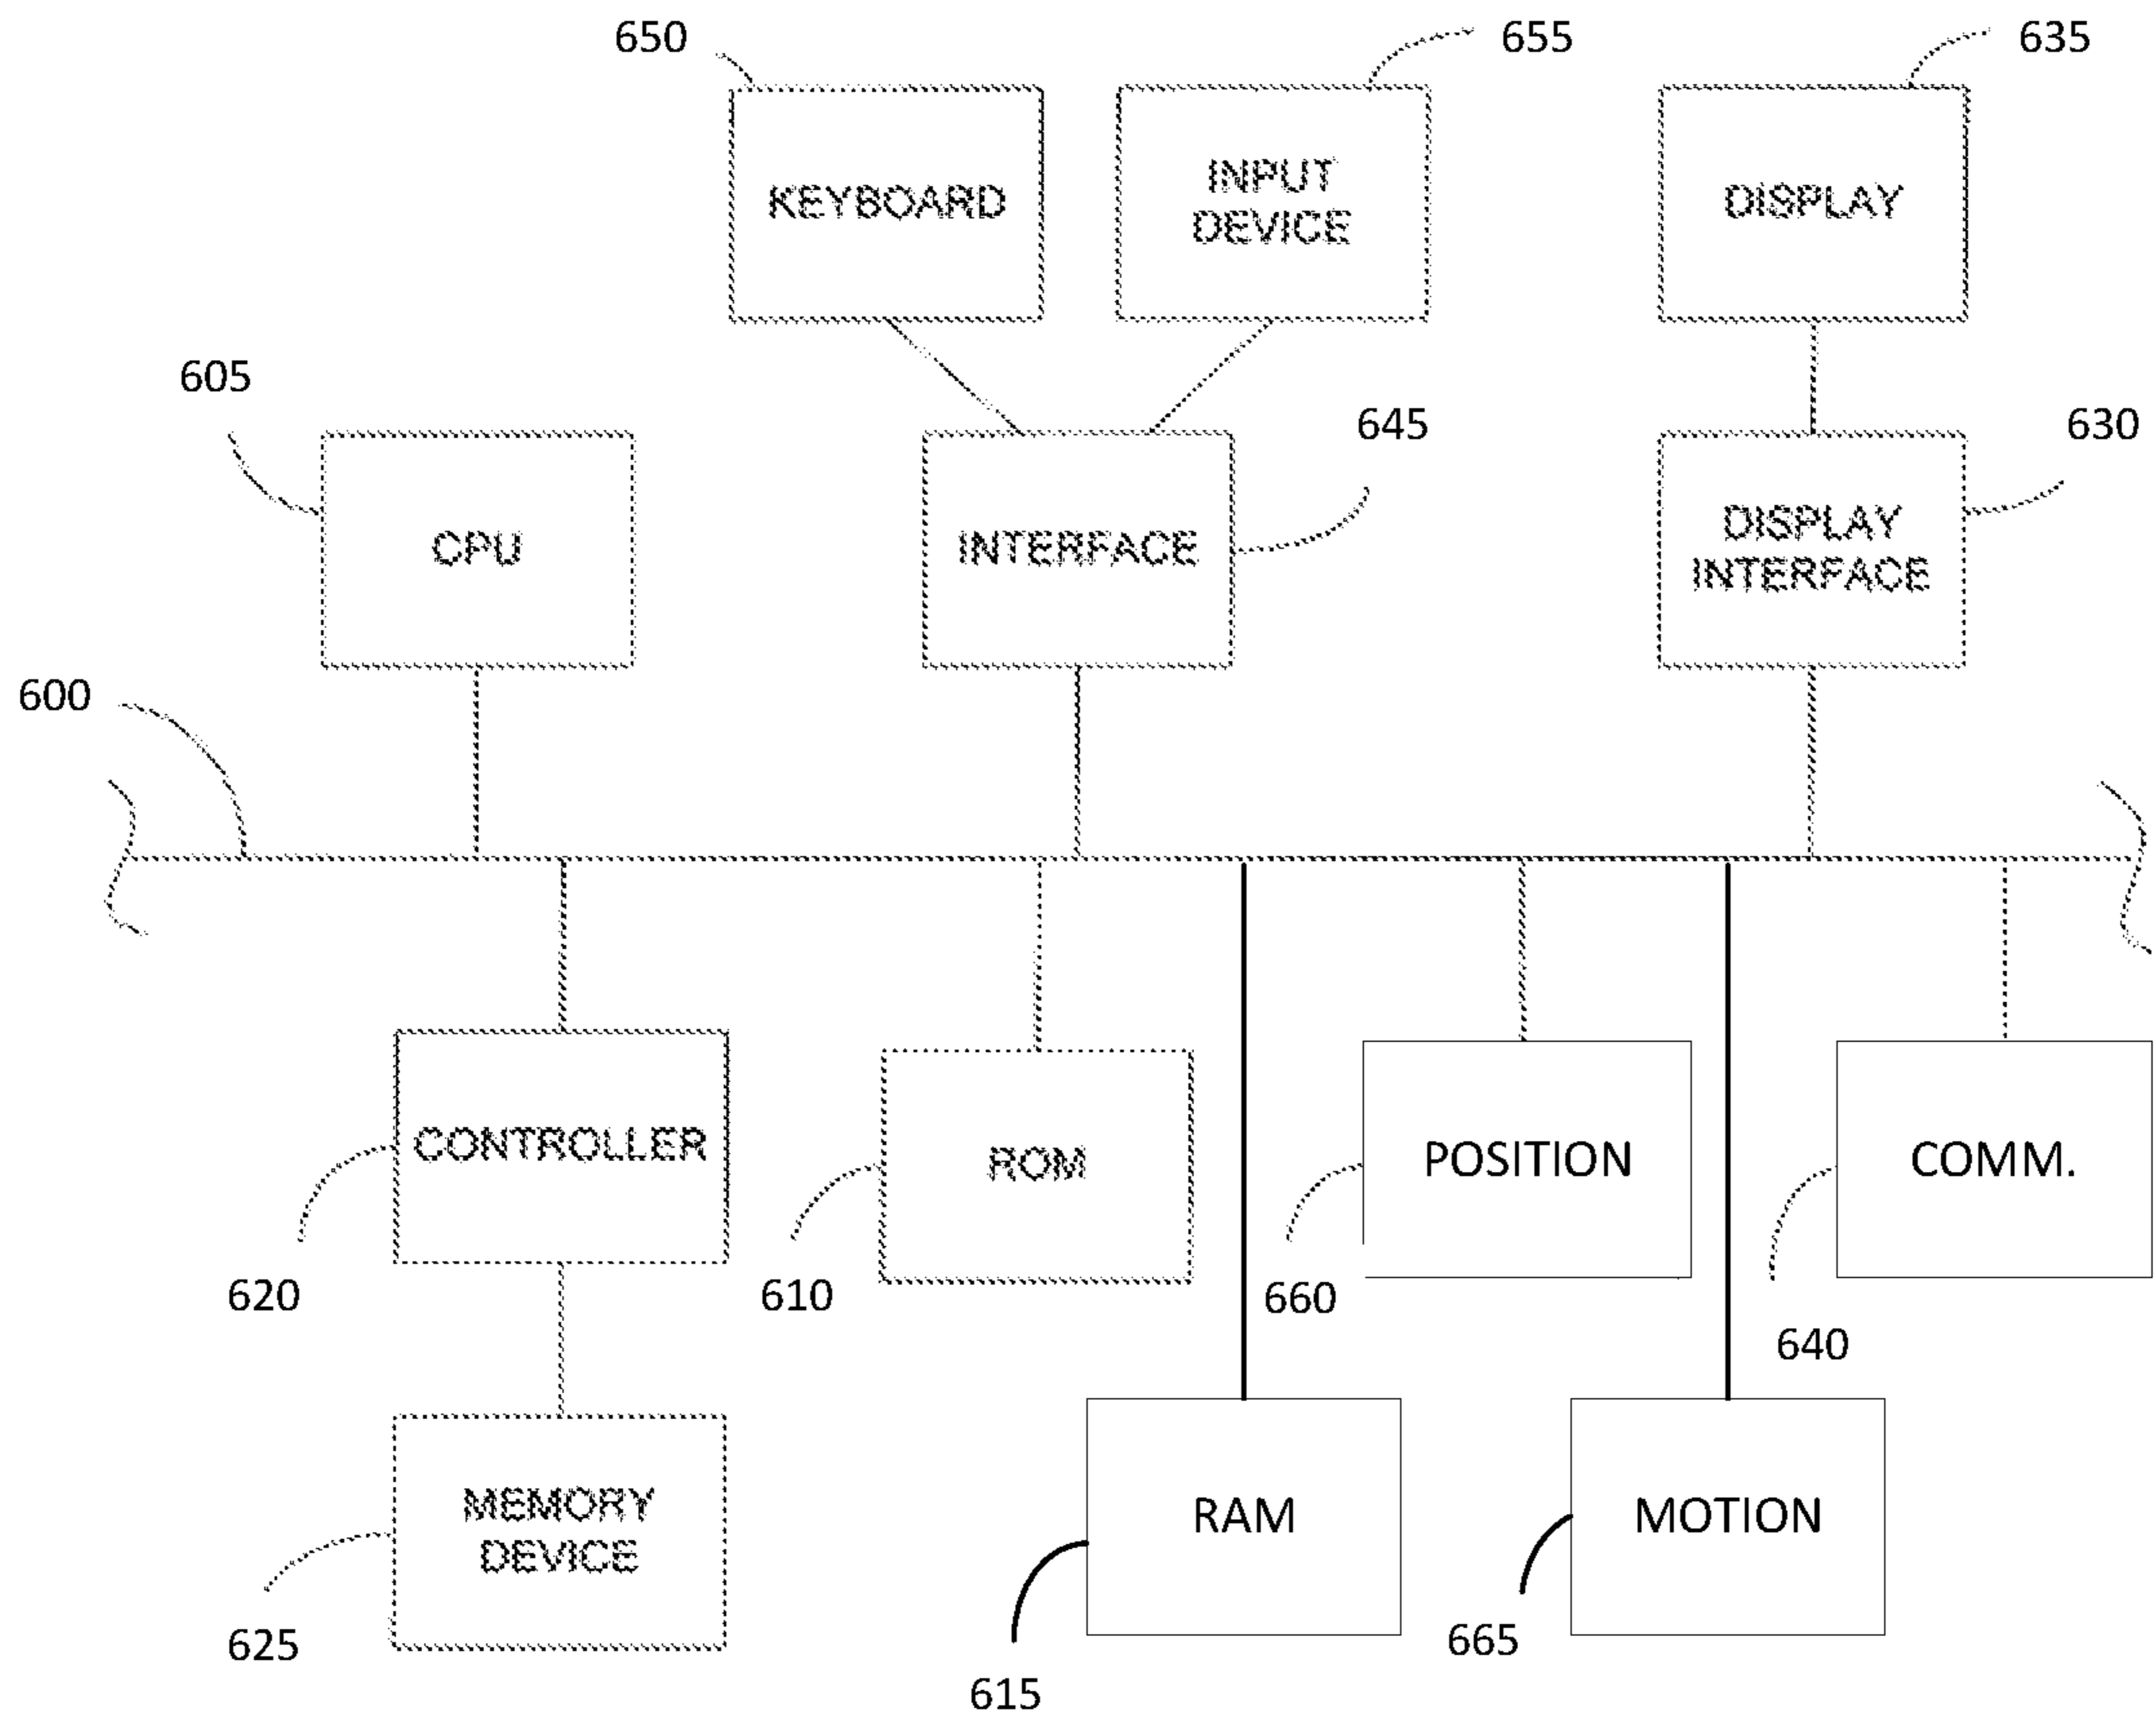 650
655
635
KEYBOARD
INPUT
DEVICE
DISPLAY
605
645
630
CPU
INTERFACE
DISPLAY
INTERFACE
600
CONTROLLER
ROM
POSITION
COMM.
620
610
660
640
MEMORY
DEVICE
RAM
MOTION
625
615
665